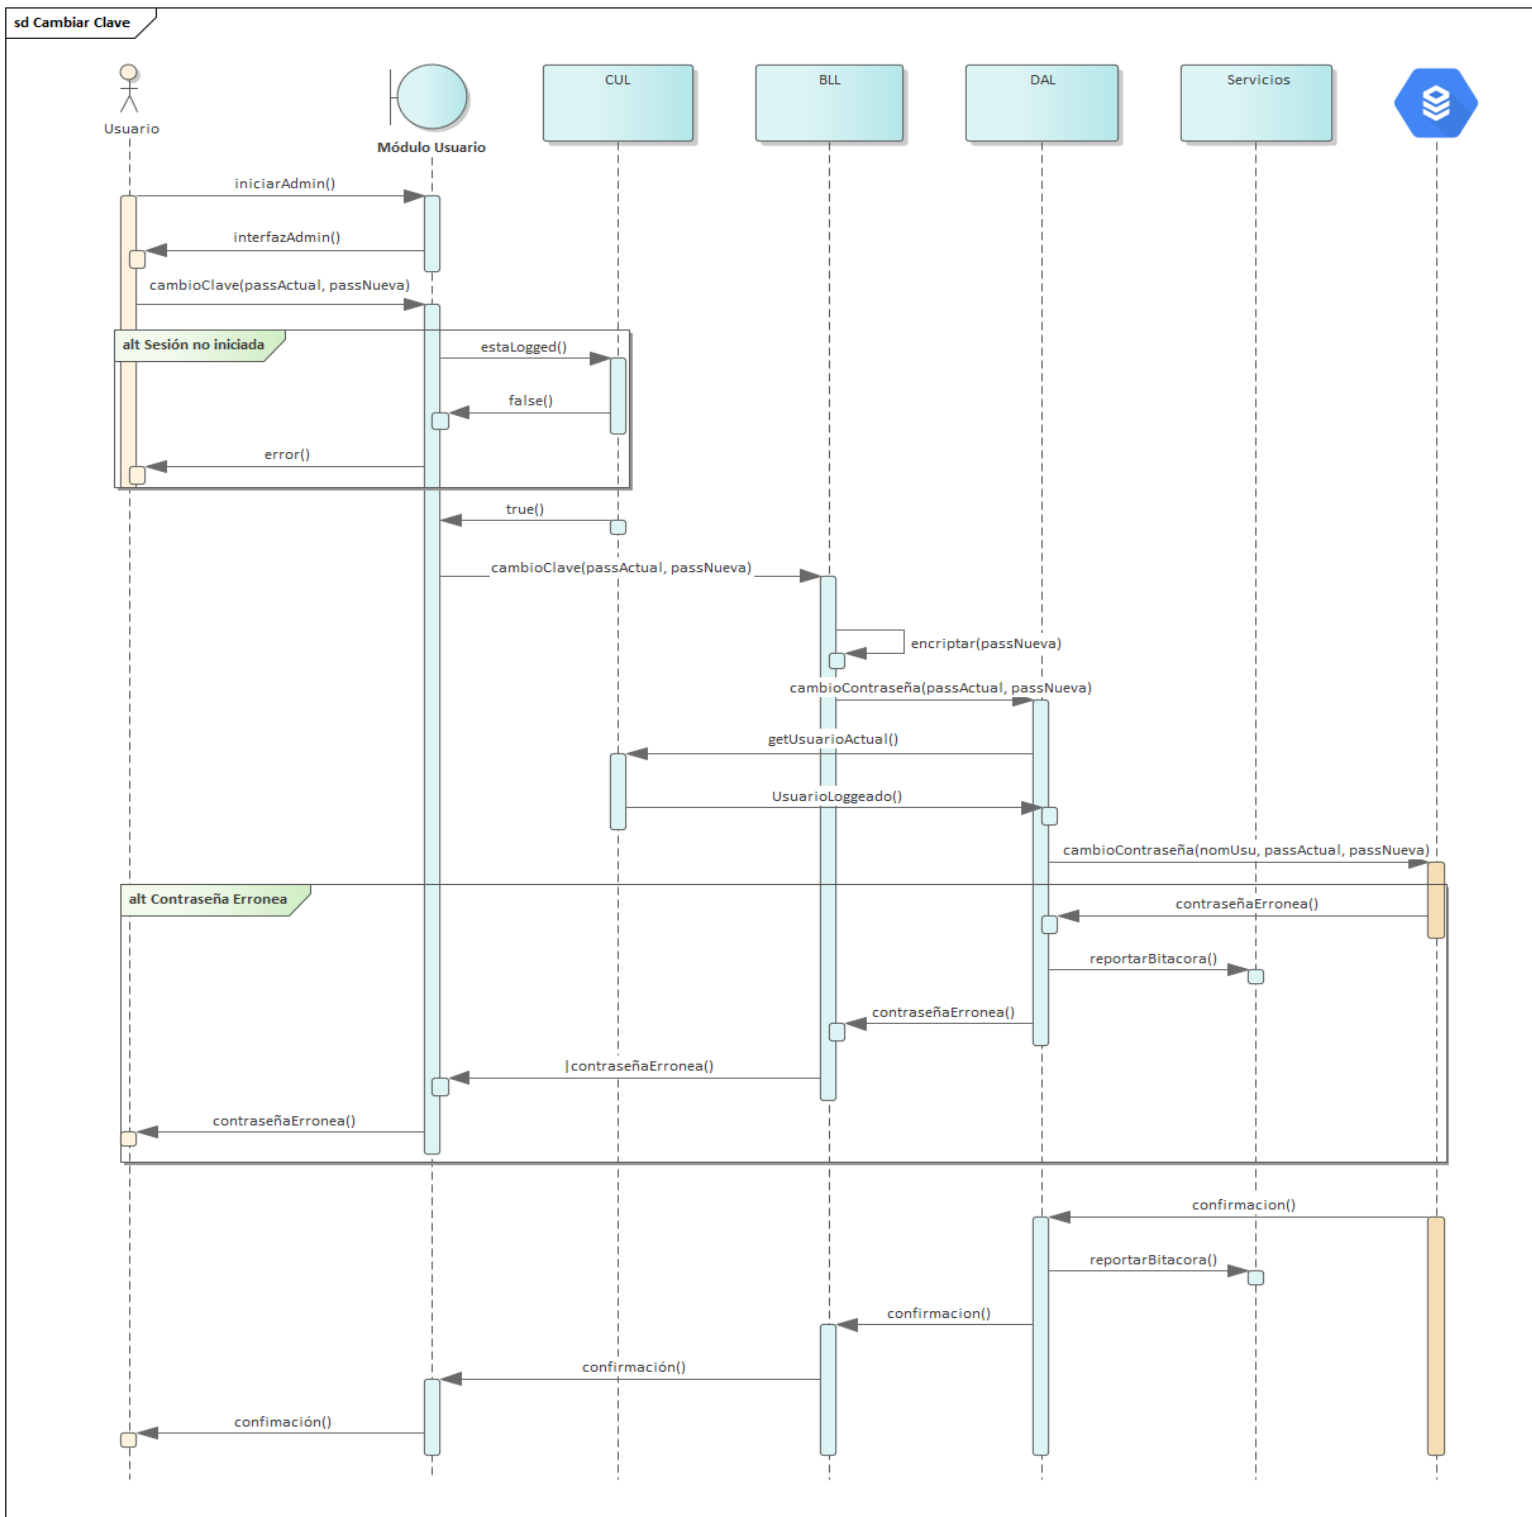 sd Cambiar Clave
Usuario
Módulo Usuario
CUL
BLL
DAL
Servicios
iniciarAdmin()
interfazAdmin()
cambioClave(passActual, passNueva)
alt Sesión no iniciada
estaLogged()
false()
error()
true()
cambioClave(passActual, passNueva)
encriptar(passNueva)
cambioContraseña(passActual, passNueva)
getUsuarioActual()
UsuarioLoggeado()
cambioContraseña(nomUsu, passActual, passNueva)
alt Contraseña Erronea
contraseñaErronea()
reportarBitacora()
contraseñaErronea()
|contraseñaErronea()
contraseñaErronea()
confirmacion()
reportarBitacora()
confirmacion()
confirmación()
confimación()